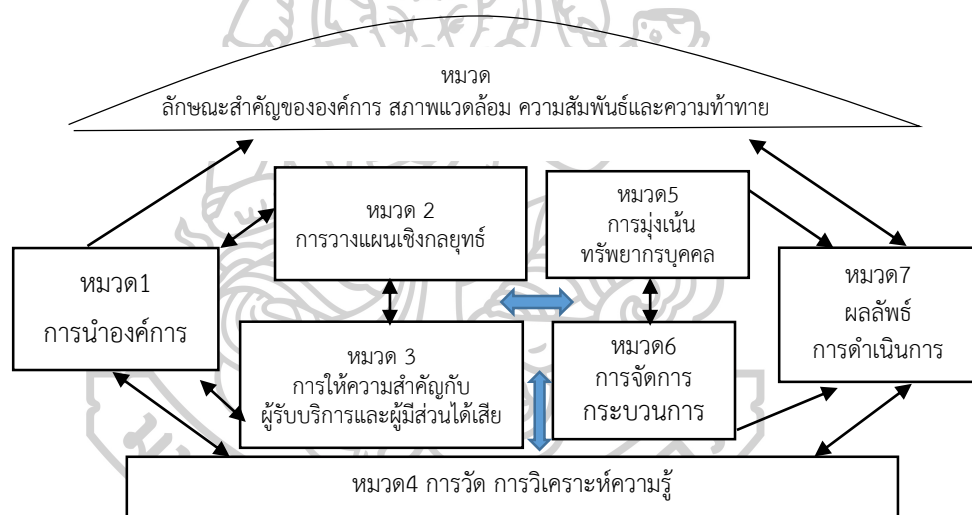 หมวด
ลักษณะสำคัญขององค์การ สภาพแวดล้อม ความสัมพันธ์และความท้าทาย
หมวด 2
การวางแผนเชิงกลยุทธ์
หมวด5
การมุ่งเน้น
ทรัพยากรบุคคล
หมวด1
การนำองค์การ
หมวด7
ผลลัพธ์
การดำเนินการ
หมวด 3
การให้ความสำคัญกับ
ผู้รับบริการและผู้มีส่วนได้เสีย
หมวด6
การจัดการ
กระบวนการ
หมวด4 การวัด การวิเคราะห์ความรู้